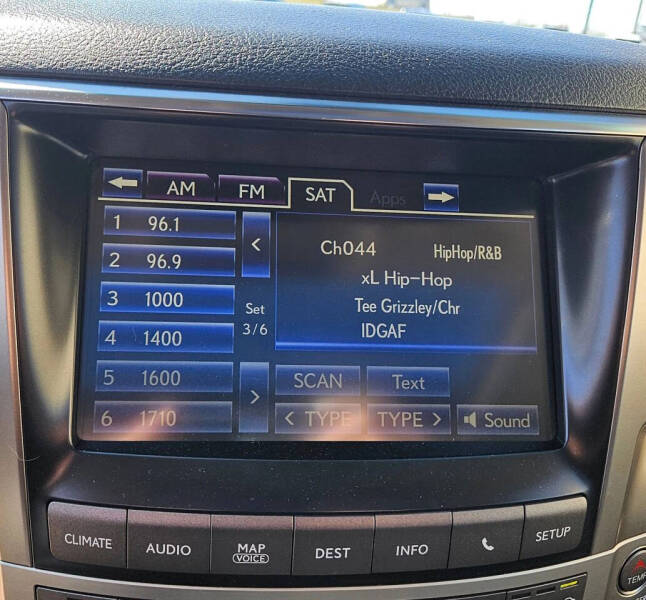 AM FM SAT Apps
1 96.1
2 96.9
3 1000
4 1400
5 1600
6 1710
<
Set
3/6
>
Ch044 HipHop/R&B
xL Hip-Hop
Tee Grizzley/Chr
IDGAF
SCAN Text
< TYPE TYPE > Sound
CLIMATE AUDIO MAP VOICE DEST INFO SETUP